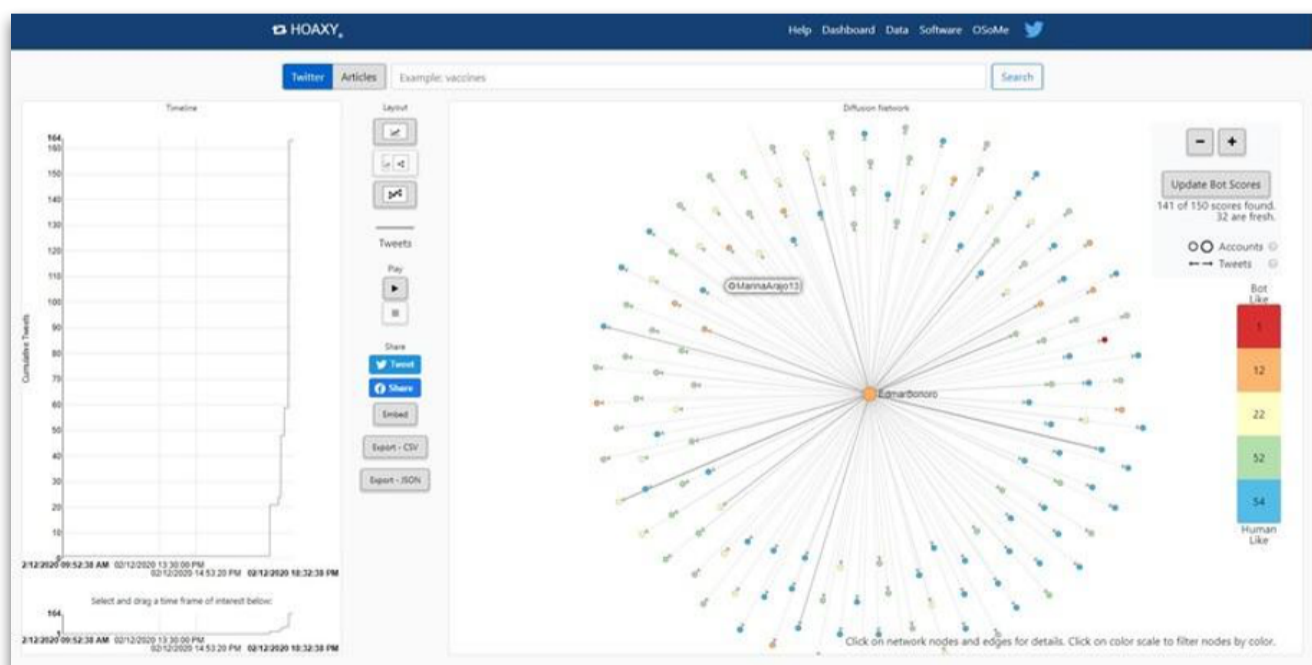 HOAXY
Help Dashboard Data Software OSoMe
Twitter Articles Example: vaccines Search
Timeline
164
160
150
140
130
120
110
100
90
80
70
60
50
40
30
20
10
0
Cumulative Tweets
2/12/2020 09:52:38 AM 02/12/2020 13:30:00 PM
02/12/2020 14:53:20 PM 02/12/2020 18:32:38 PM
Select and drag a time frame of interest below:
164
1
2/12/2020 09:52:38 AM 02/12/2020 13:30:00 PM
02/12/2020 14:53:20 PM 02/12/2020 18:32:38 PM
Layout
Tweets
Play
Share
Tweet
Share
Embed
Export - CSV
Export - JSON
Diffusion Network
@MarinaArajo13
EdmarBonoro
- +
Update Bot Scores
141 of 150 scores found.
32 are fresh.
Accounts
Tweets
Bot
Like
1
12
22
52
54
Human
Like
Click on network nodes and edges for details. Click on color scale to filter nodes by color.